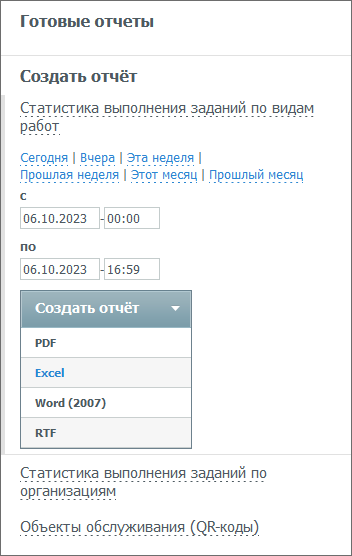 Готовые отчеты
Создать отчёт
Статистика выполнения заданий по видам
работ
Сегодня | Вчера | Эта неделя |
Прошлая неделя | Этот месяц | Прошлый месяц
с
06.10.2023-00:00
по
06.10.2023-16:59
Создать отчёт
PDF
Excel
Word (2007)
RTF
Статистика выполнения заданий по
организациям
Объекты обслуживания (QR-коды)